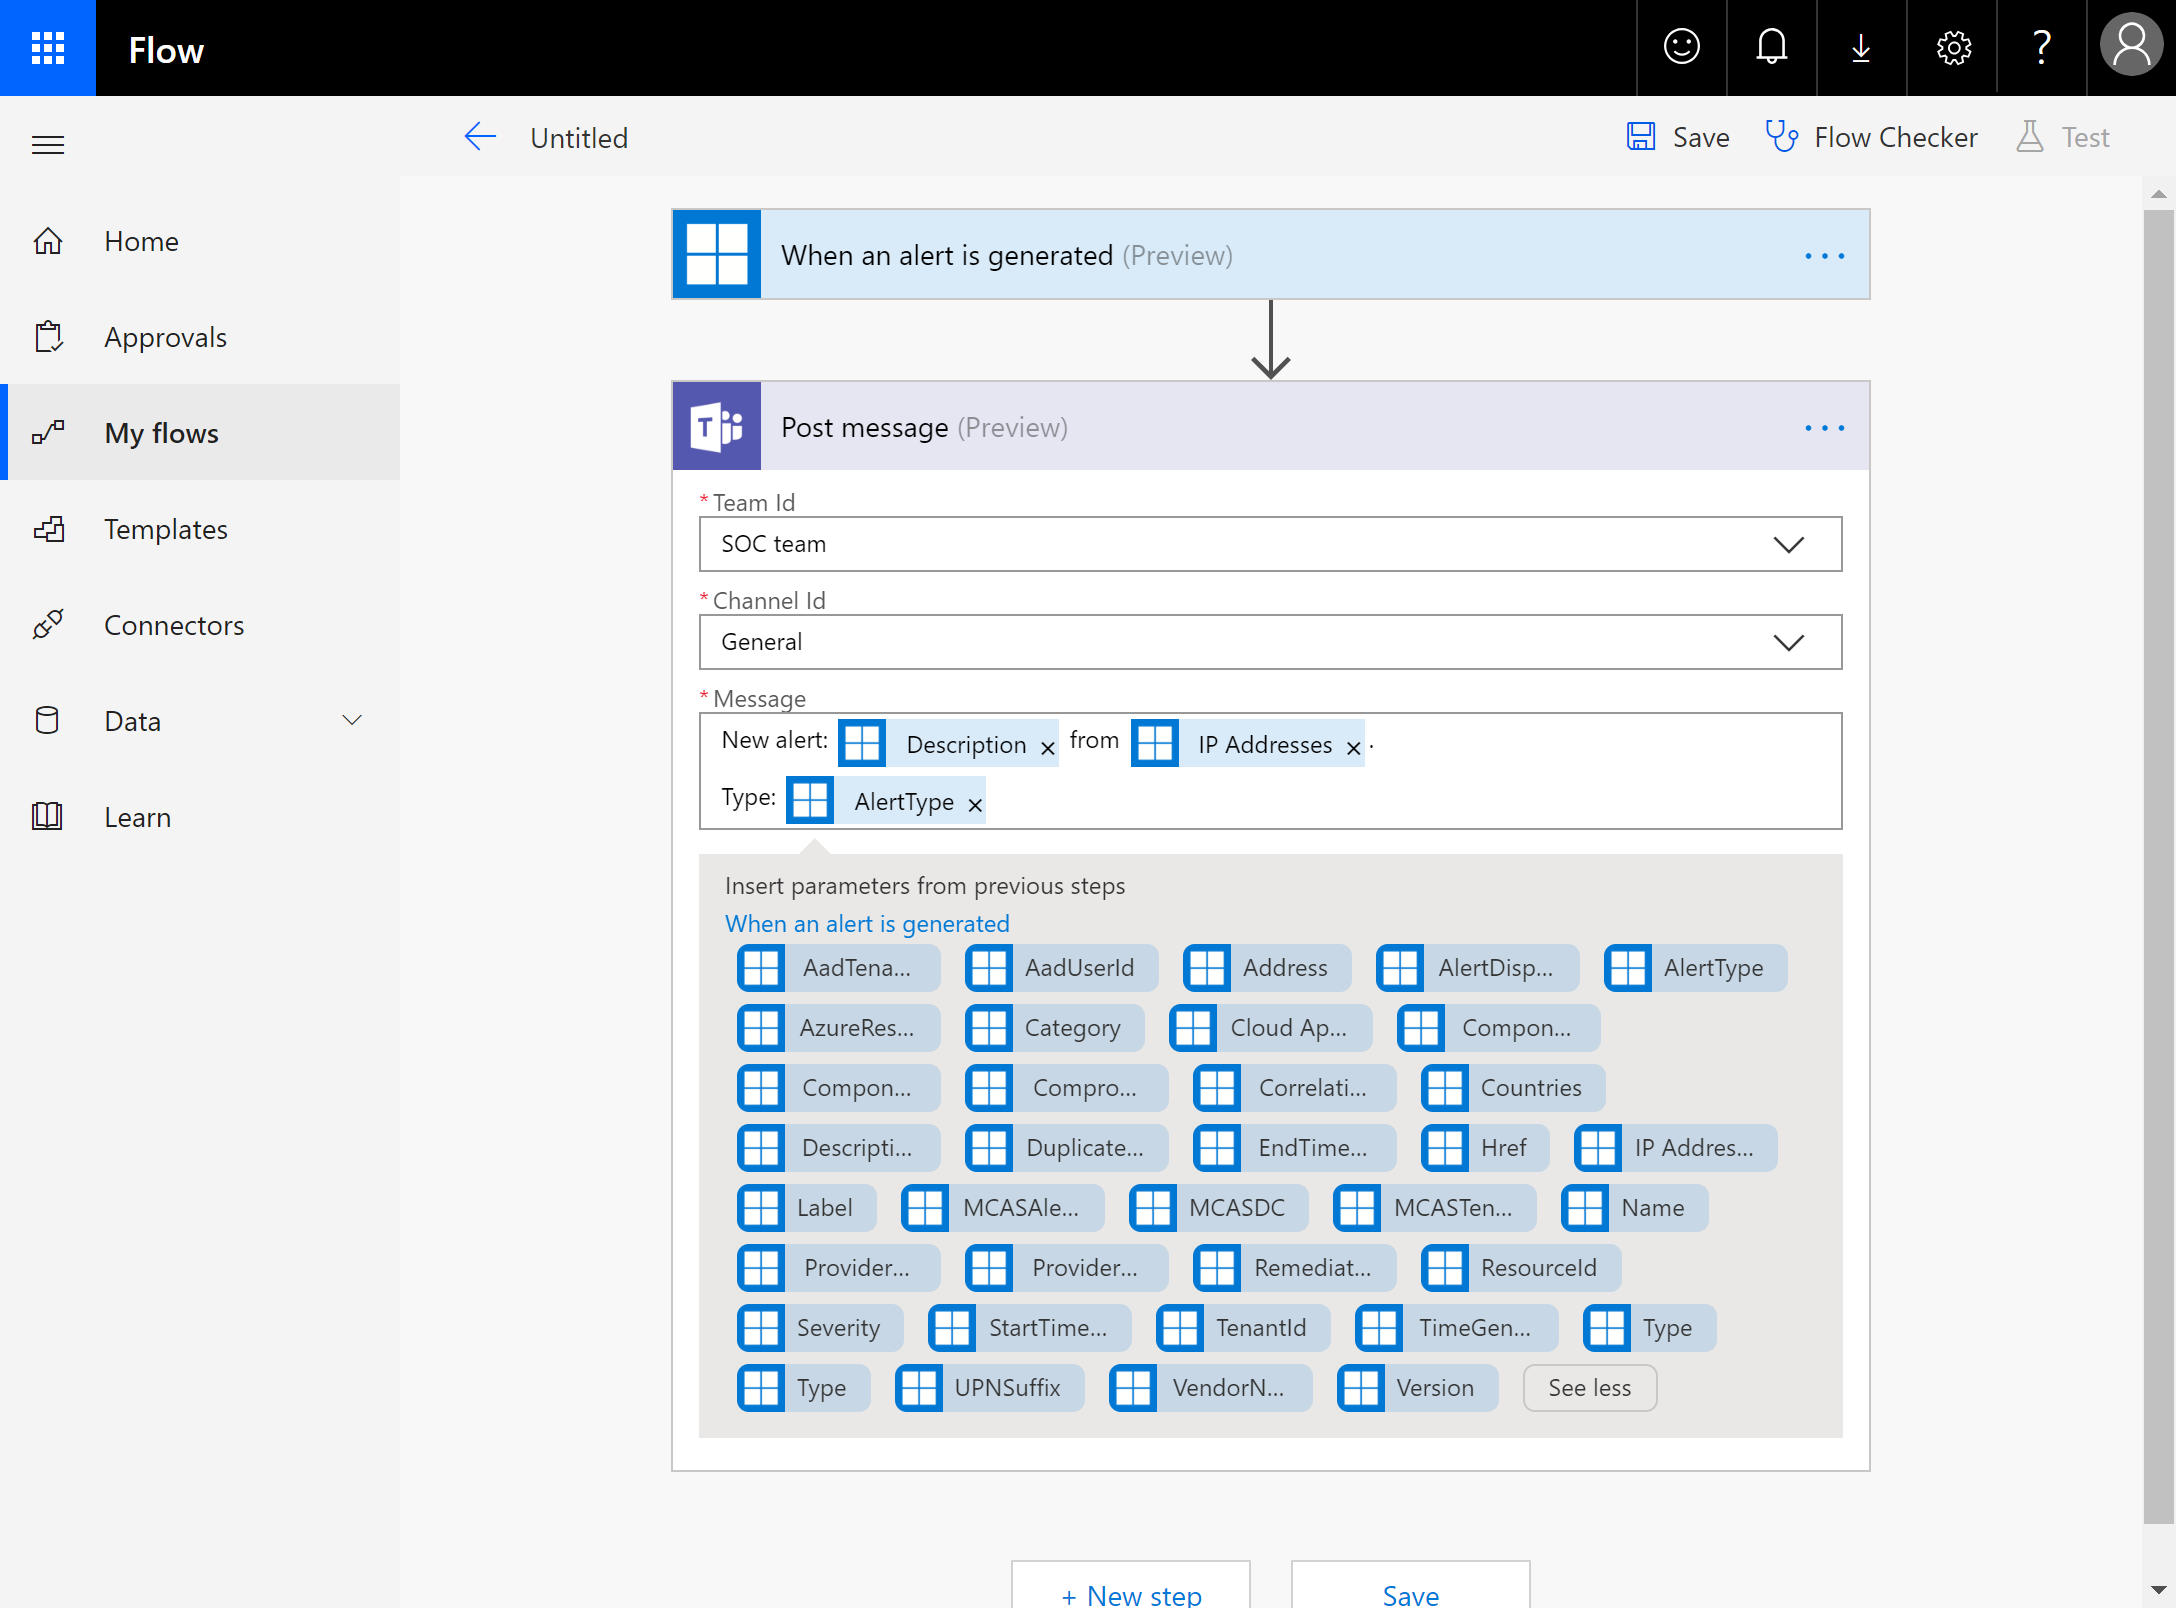 Flow
?
Untitled
Save
Flow Checker
Test
Home
Approvals
My flows
Templates
Connectors
Data
Learn
When an alert is generated (Preview)
T
Post message (Preview)
* Team Id
SOC team
* Channel Id
General
* Message
New alert: Description × from IP Addresses × .
Type: AlertType ×
Insert parameters from previous steps
When an alert is generated
AadTena... AadUserId Address AlertDisp... AlertType
AzureRes... Category Cloud Ap... Compon...
Compon... Compro... Correlati... Countries
Descripti... Duplicate... EndTime... Href IP Addres...
Label MCASAle... MCASDC MCASTen... Name
Provider... Provider... Remediat... ResourceId
Severity StartTime... TenantId TimeGen... Type
Type UPNSuffix VendorN... Version See less
+ New step Save